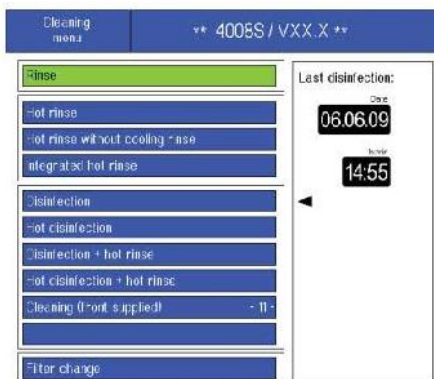 Cleaning
menu
** 4008S / VXX.X **
Rinse
Hot rinse
Hot rinse without cooling rinse
Integrated hot rinse
Disinfection
Hot disinfection
Disinfection + hot rinse
Hot disinfection + hot rinse
Cleaning (front supplied) - 11 -
Filter change
Last disinfection:
Date
06.06.09
14:55